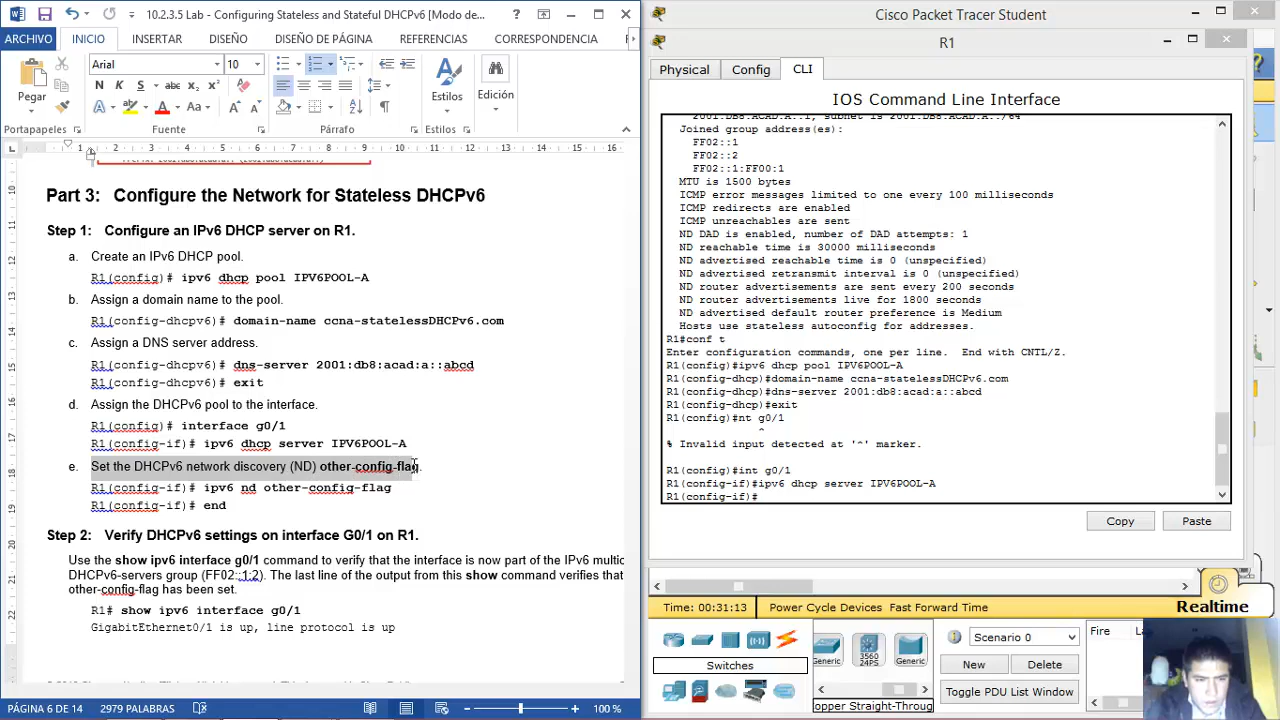 10.2.3.5 Lab - Configuring Stateless and Stateful DHCPv6 [Modo de...
ARCHIVO INICIO INSERTAR DISEÑO DISEÑO DE PÁGINA REFERENCIAS CORRESPONDENCIA
Arial 10
Pegar
Estilos Edición
Portapapeles Fuente Párrafo Estilos
Part 3: Configure the Network for Stateless DHCPv6
Step 1: Configure an IPv6 DHCP server on R1.
a. Create an IPv6 DHCP pool.
R1(config)# ipv6 dhcp pool IPV6POOL-A
b. Assign a domain name to the pool.
R1(config-dhcpv6)# domain-name ccna-statelessDHCPv6.com
c. Assign a DNS server address.
R1(config-dhcpv6)# dns-server 2001:db8:acad:a::abcd
R1(config-dhcpv6)# exit
d. Assign the DHCPv6 pool to the interface.
R1(config)# interface g0/1
R1(config-if)# ipv6 dhcp server IPV6POOL-A
e. Set the DHCPv6 network discovery (ND) other-config-flag.
R1(config-if)# ipv6 nd other-config-flag
R1(config-if)# end
Step 2: Verify DHCPv6 settings on interface G0/1 on R1.
Use the show ipv6 interface g0/1 command to verify that the interface is now part of the IPv6 multic
DHCPv6-servers group (FF02::1:2). The last line of the output from this show command verifies that
other-config-flag has been set.
R1# show ipv6 interface g0/1
GigabitEthernet0/1 is up, line protocol is up
PÁGINA 6 DE 14 2979 PALABRAS 100 %
Cisco Packet Tracer Student
R1
Physical Config CLI
IOS Command Line Interface
2001:DB8:ACAD:A::1, subnet is 2001:DB8:ACAD:A::/64
Joined group address(es):
FF02::1
FF02::2
FF02::1:FF00:1
MTU is 1500 bytes
ICMP error messages limited to one every 100 milliseconds
ICMP redirects are enabled
ICMP unreachables are sent
ND DAD is enabled, number of DAD attempts: 1
ND reachable time is 30000 milliseconds
ND advertised reachable time is 0 (unspecified)
ND advertised retransmit interval is 0 (unspecified)
ND router advertisements are sent every 200 seconds
ND router advertisements live for 1800 seconds
ND advertised default router preference is Medium
Hosts use stateless autoconfig for addresses.
R1#conf t
Enter configuration commands, one per line. End with CNTL/Z.
R1(config)#ipv6 dhcp pool IPV6POOL-A
R1(config-dhcp)#domain-name ccna-statelessDHCPv6.com
R1(config-dhcp)#dns-server 2001:db8:acad:a::abcd
R1(config-dhcp)#exit
R1(config)#nt g0/1
^
% Invalid input detected at '^' marker.
R1(config)#int g0/1
R1(config-if)#ipv6 dhcp server IPV6POOL-A
R1(config-if)#
Copy Paste
Time: 00:31:13 Power Cycle Devices Fast Forward Time Realtime
Generic 3560 24PS Generic
Scenario 0
Fire
Switches
New Delete
Toggle PDU List Window
opper Straight-Throug